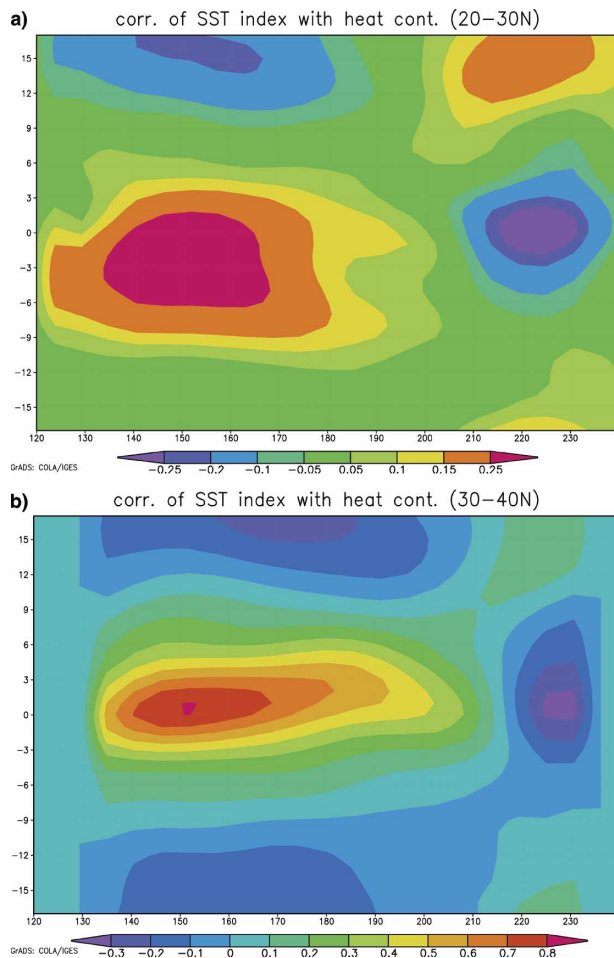 a) corr. of SST index with heat cont. (20−30N)
15
12
9
6
3
0
−3
−6
−9
−12
−15
120 130 140 150 160 170 180 190 200 210 220 230
−0.25 −0.2 −0.1 −0.05 0.05 0.1 0.15 0.25
GrADS: COLA/IGES
b) corr. of SST index with heat cont. (30−40N)
15
12
9
6
3
0
−3
−6
−9
−12
−15
120 130 140 150 160 170 180 190 200 210 220 230
−0.3 −0.2 −0.1 0 0.1 0.2 0.3 0.4 0.5 0.6 0.7 0.8
GrADS: COLA/IGES